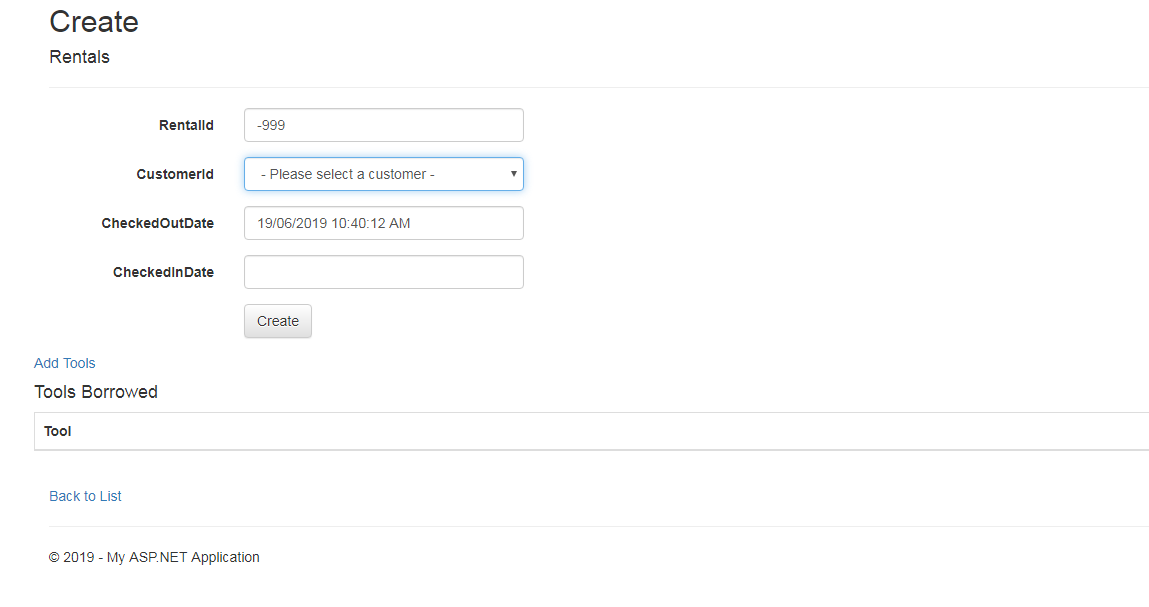 Create
Rentals
RentalId -999
CustomerId - Please select a customer -
CheckedOutDate 19/06/2019 10:40:12 AM
CheckedInDate
Create
Add Tools
Tools Borrowed
Tool
Back to List
© 2019 - My ASP.NET Application